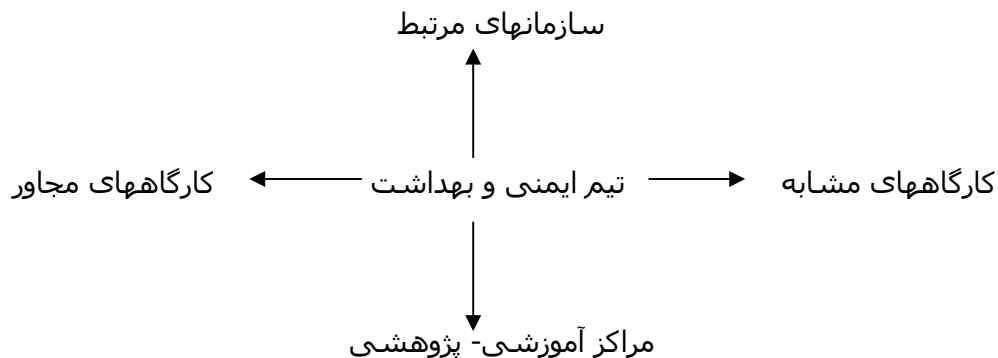 سازمانهای مرتبط
کارگاههای مشابه
تیم ایمنی و بهداشت
کارگاههای مجاور
مراکز آموزشی- پژوهشی